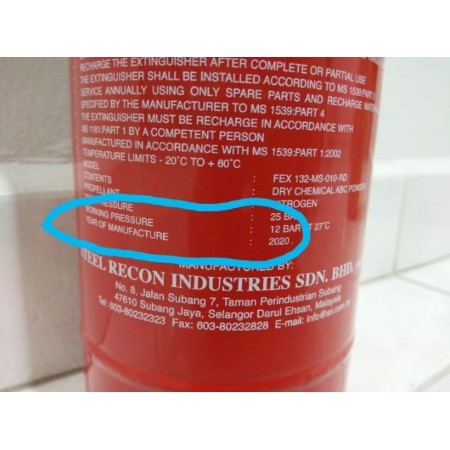 RECHARGE THE EXTINGUISHER AFTER COMPLETE OR PARTIAL USE
THE EXTINGUISHER SHALL BE INSTALLED ACCORDING TO MS 1539:PART
SERVICE ANNUALLY USING ONLY SPARE PARTS AND RECHARGE
SPECIFIED BY THE MANUFACTURER TO MS 1539:PART 4
THE EXTINGUISHER MUST BE RECHARGE IN ACCORDANCE WITH
MS 1181:PART 1 BY A COMPETENT PERSON
MANUFACTURED IN ACCORDANCE WITH MS 1539:PART 1:2002
TEMPERATURE LIMITS - 20°C TO + 60°C
MODEL : FEX 132-MS-010-RD
CONTENTS : DRY CHEMICAL ABC POWDER
PROPELLANT : NITROGEN
PRESSURE : 25 BAR
WORKING PRESSURE : 12 BAR AT 27°C
YEAR OF MANUFACTURE : 2020 .
MANUFACTURED BY:
STEEL RECON INDUSTRIES SDN. BHD.
No. 8, Jalan Subang 7, Taman Perindustrian Subang
47610 Subang Jaya, Selangor Darul Ehsan, Malaysia
Tel: 603-80232323 Fax: 603-80232828 E-mail: info@sri.com.my